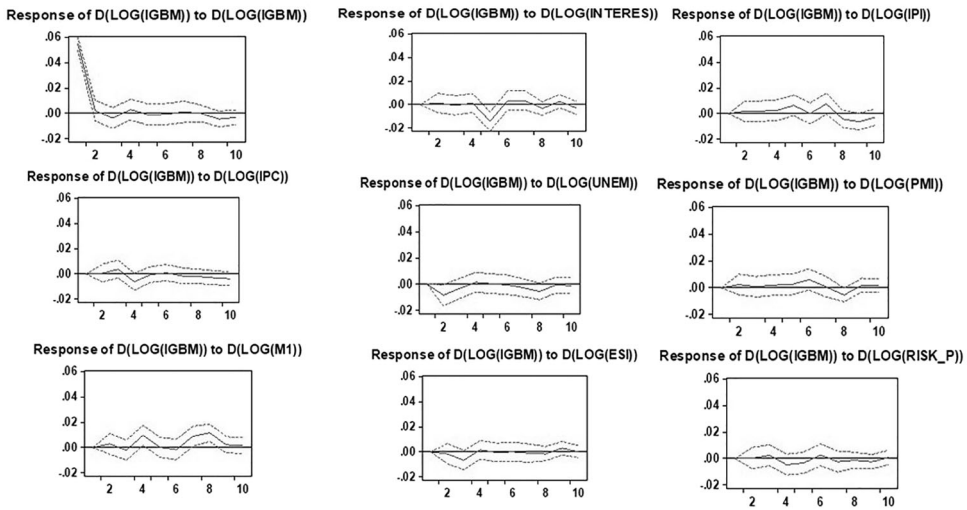 Response of D(LOG(IGBM)) to D(LOG(IGBM))
.06
.04
.02
.00
-.02
2 4 6 8 10
Response of D(LOG(IGBM)) to D(LOG(INTERES))
.06
.04
.02
.00
-.02
2 4 6 8 10
Response of D(LOG(IGBM)) to D(LOG(IPI))
.06
.04
.02
.00
-.02
2 4 6 8 10
Response of D(LOG(IGBM)) to D(LOG(IPC))
.06
.04
.02
.00
-.02
2 4 6 8 10
Response of D(LOG(IGBM)) to D(LOG(UNEM))
.06
.04
.02
.00
-.02
2 4 6 8 10
Response of D(LOG(IGBM)) to D(LOG(PMI))
.06
.04
.02
.00
-.02
2 4 6 8 10
Response of D(LOG(IGBM)) to D(LOG(M1))
.06
.04
.02
.00
-.02
2 4 6 8 10
Response of D(LOG(IGBM)) to D(LOG(ESI))
.06
.04
.02
.00
-.02
2 4 6 8 10
Response of D(LOG(IGBM)) to D(LOG(RISK_P))
.06
.04
.02
.00
-.02
2 4 6 8 10